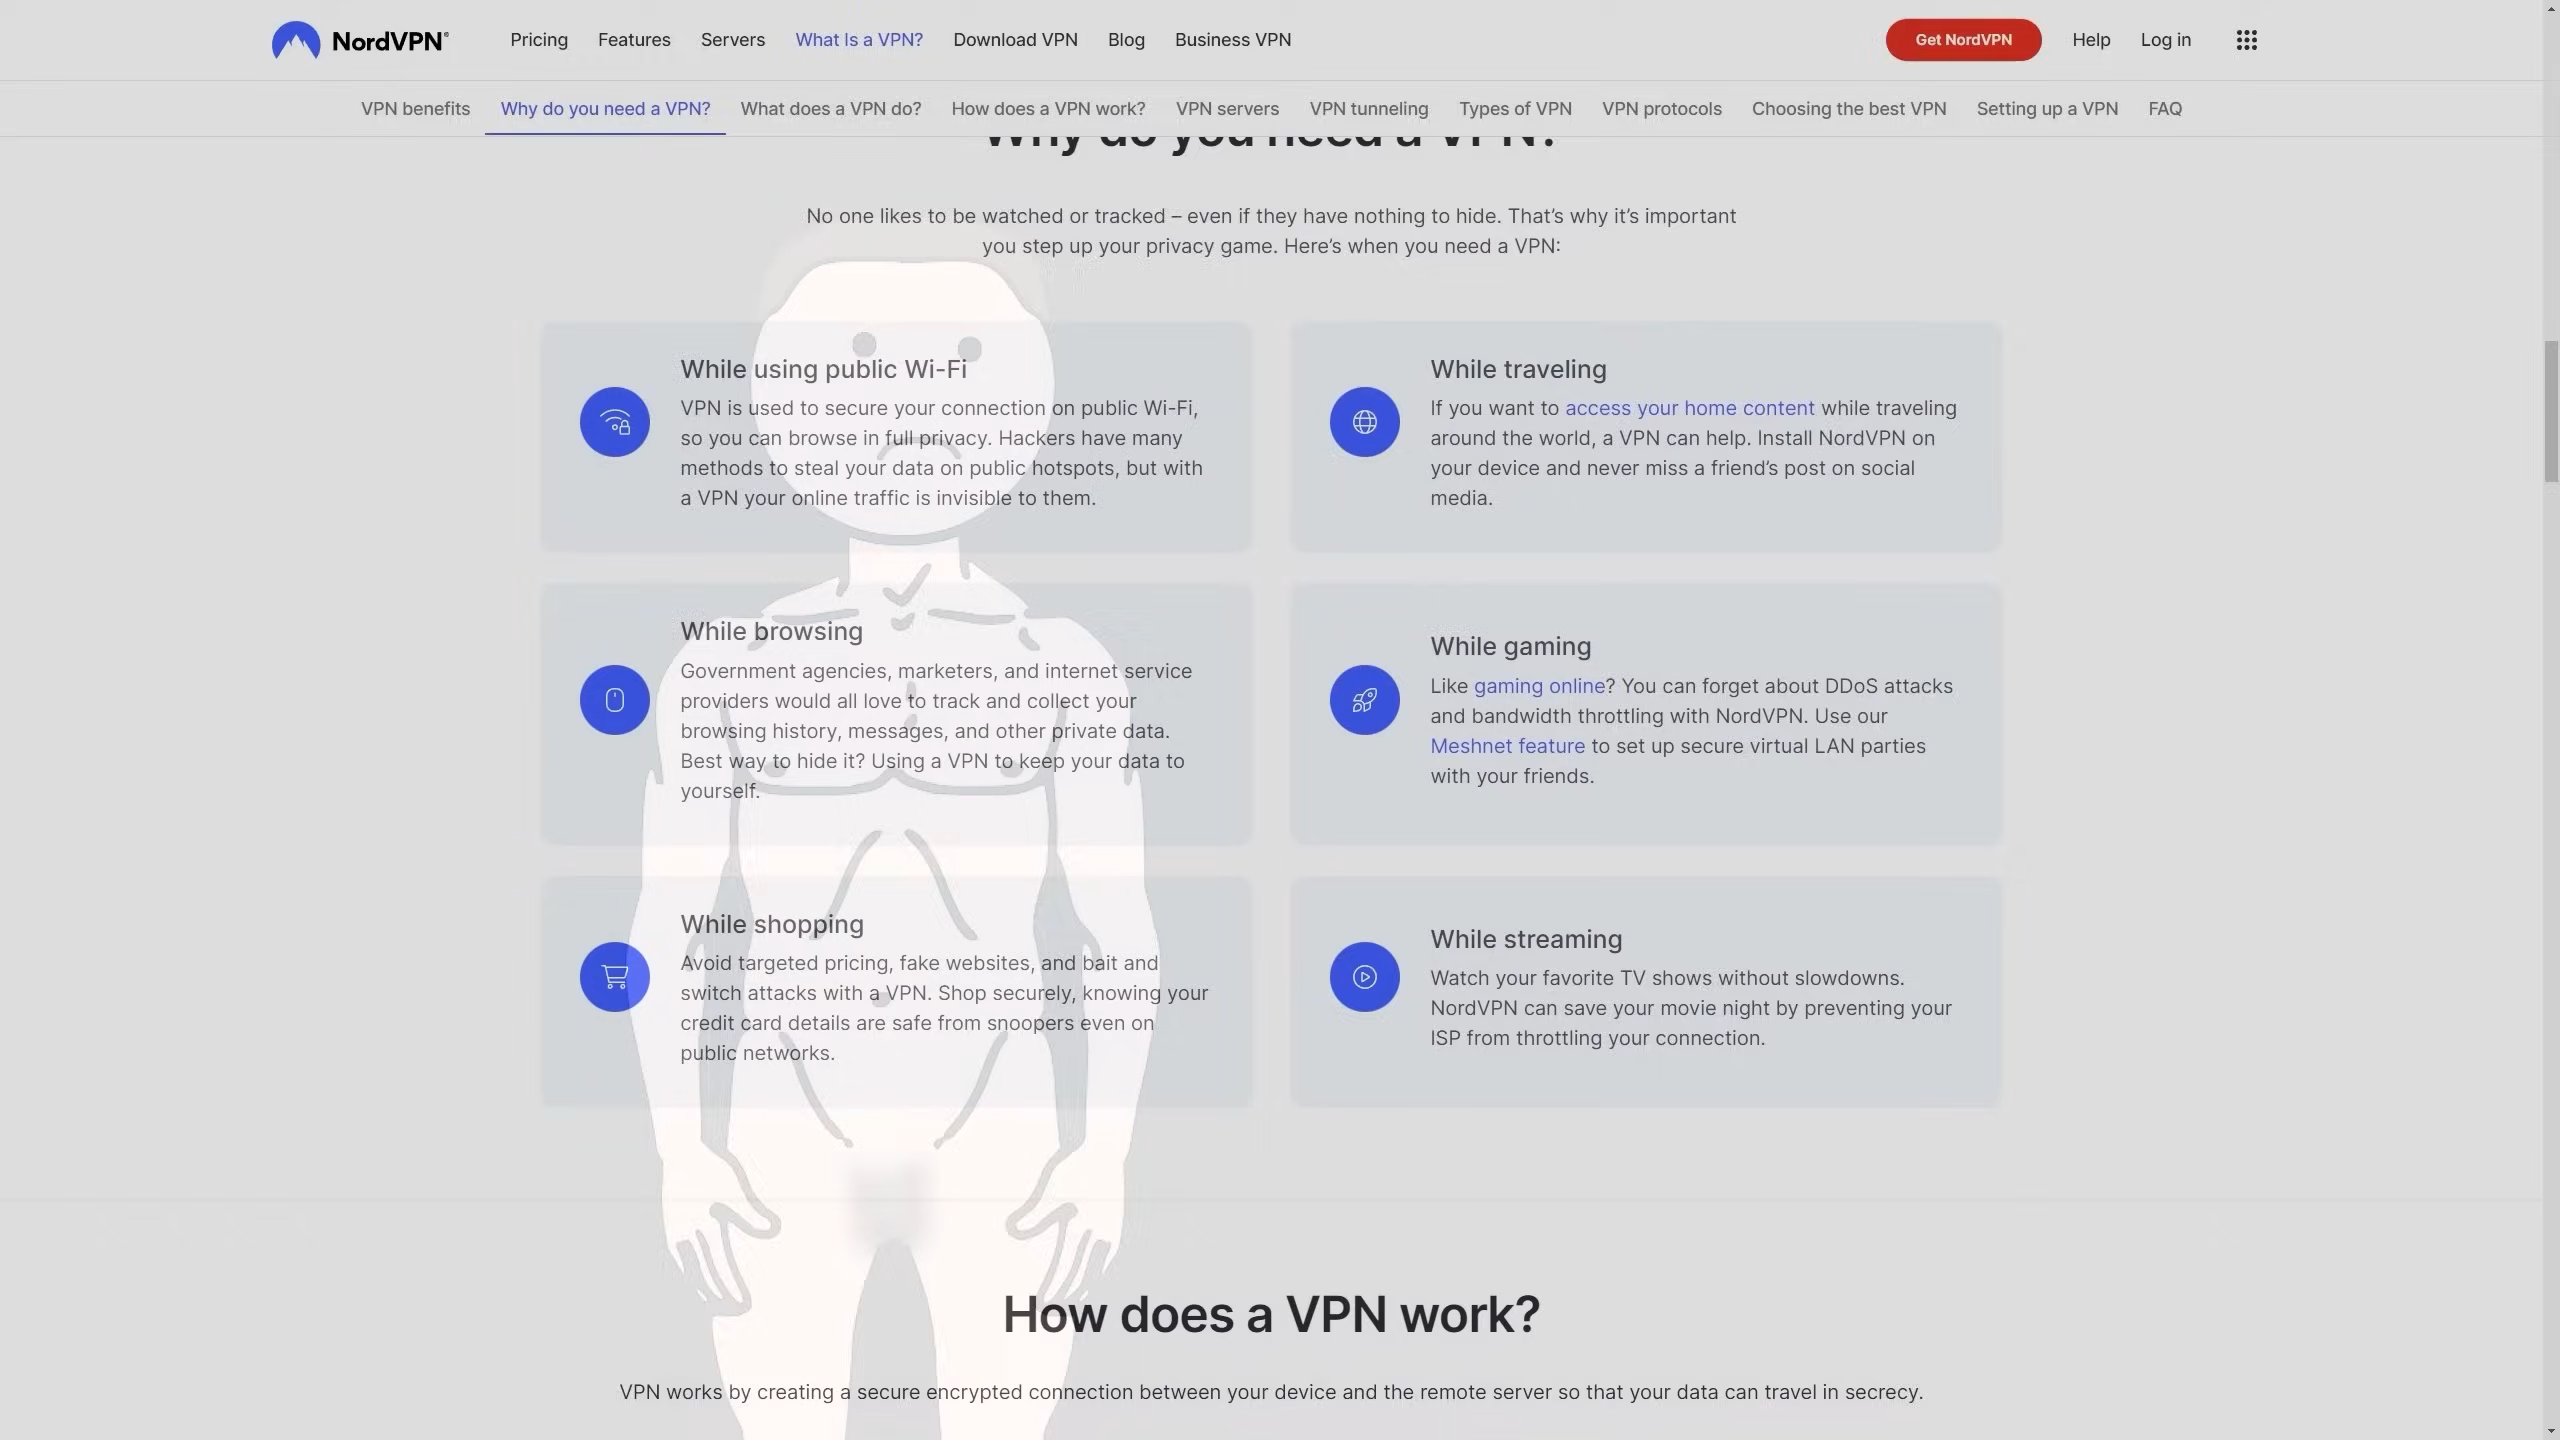 NordVPN®
Pricing
Features
Servers
What Is a VPN?
Download VPN
Blog
Business VPN
Get NordVPN
Help
Log in
VPN benefits
Why do you need a VPN?
What does a VPN do?
How does a VPN work?
VPN servers
VPN tunneling
Types of VPN
VPN protocols
Choosing the best VPN
Setting up a VPN
FAQ
Why do you need a VPN?
No one likes to be watched or tracked – even if they have nothing to hide. That’s why it’s important
you step up your privacy game. Here’s when you need a VPN:
While using public Wi-Fi
VPN is used to secure your connection on public Wi-Fi,
so you can browse in full privacy. Hackers have many
methods to steal your data on public hotspots, but with
a VPN your online traffic is invisible to them.
While traveling
If you want to access your home content while traveling
around the world, a VPN can help. Install NordVPN on
your device and never miss a friend’s post on social
media.
While browsing
Government agencies, marketers, and internet service
providers would all love to track and collect your
browsing history, messages, and other private data.
Best way to hide it? Using a VPN to keep your data to
yourself.
While gaming
Like gaming online? You can forget about DDoS attacks
and bandwidth throttling with NordVPN. Use our
Meshnet feature to set up secure virtual LAN parties
with your friends.
While shopping
Avoid targeted pricing, fake websites, and bait and
switch attacks with a VPN. Shop securely, knowing your
credit card details are safe from snoopers even on
public networks.
While streaming
Watch your favorite TV shows without slowdowns.
NordVPN can save your movie night by preventing your
ISP from throttling your connection.
How does a VPN work?
VPN works by creating a secure encrypted connection between your device and the remote server so that your data can travel in secrecy.